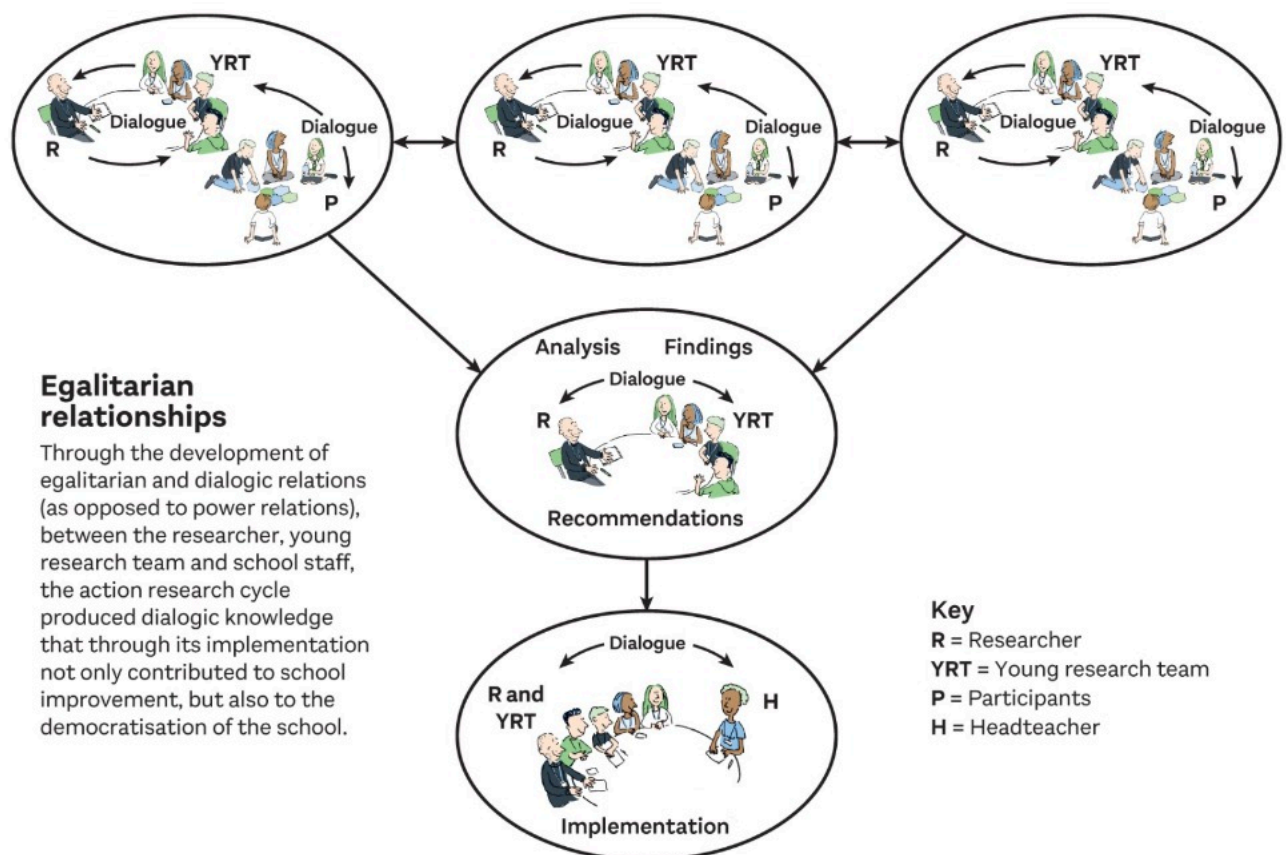 YRT
Dialogue
Dialogue
R
P
YRT
Dialogue
Dialogue
R
P
YRT
Dialogue
Dialogue
R
P
Analysis Findings
Dialogue
R
YRT
Recommendations
Egalitarian
relationships
Through the development of
egalitarian and dialogic relations
(as opposed to power relations),
between the researcher, young
research team and school staff,
the action research cycle
produced dialogic knowledge
that through its implementation
not only contributed to school
improvement, but also to the
democratisation of the school.
Dialogue
R and
YRT
H
Implementation
Key
R = Researcher
YRT = Young research team
P = Participants
H = Headteacher